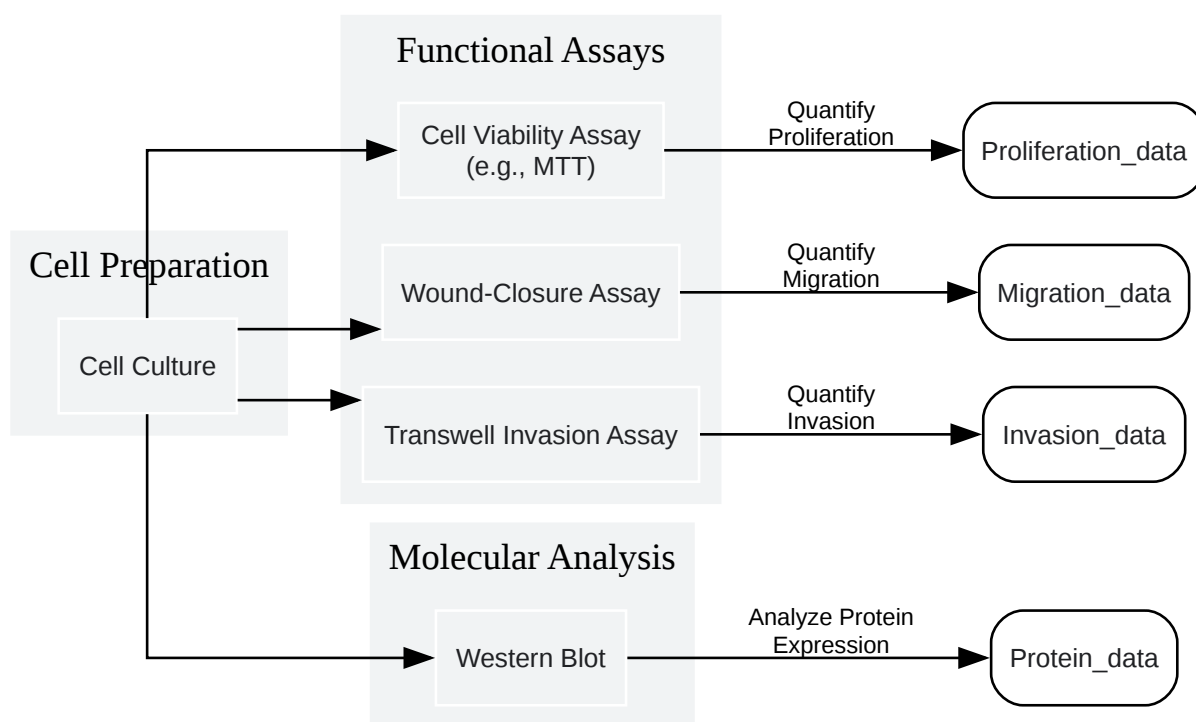 Functional Assays
Cell Viability Assay
(e.g., MTT)
Quantify
Proliferation
Proliferation_data
Cell Preparation
Wound-Closure Assay
Quantify
Migration
Migration_data
Cell Culture
Transwell Invasion Assay
Quantify
Invasion
Invasion_data
Molecular Analysis
Western Blot
Analyze Protein
Expression
Protein_data